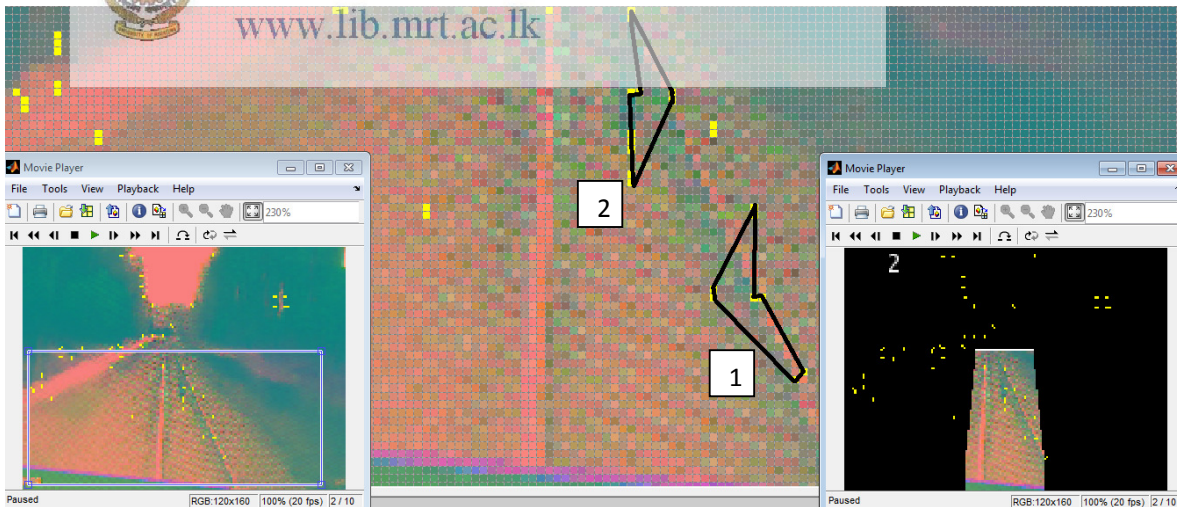 www.lib.mrt.ac.lk
2
1
Movie Player
File Tools View Playback Help
230%
Paused
RGB:120x160 100% (20 fps) 2 / 10
Movie Player
File Tools View Playback Help
230%
2
Paused
RGB:120x160 100% (20 fps) 2 / 10